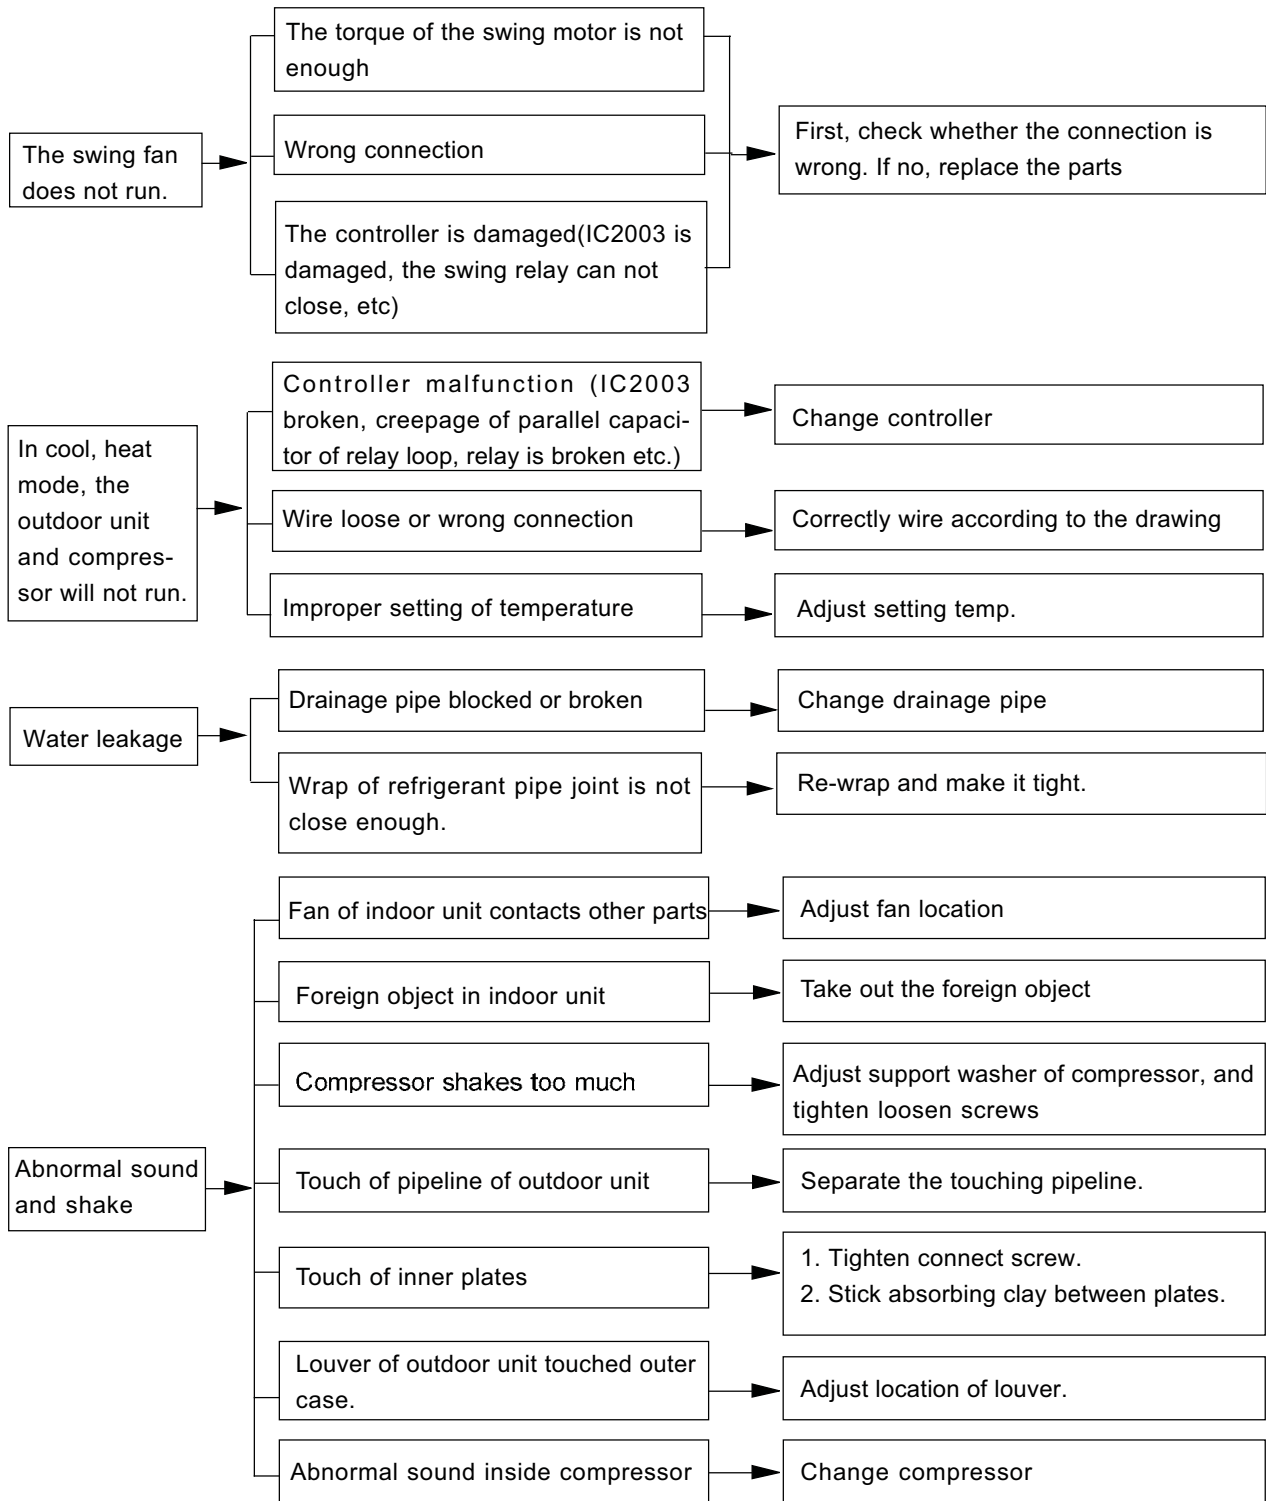 The swing fan
does not run.
The torque of the swing motor is not
enough
Wrong connection
The controller is damaged(IC2003 is
damaged, the swing relay can not
close, etc)
First, check whether the connection is
wrong. If no, replace the parts
In cool, heat
mode, the
outdoor unit
and compres-
sor will not run.
Controller malfunction (IC2003
broken, creepage of parallel capaci-
tor of relay loop, relay is broken etc.)
Change controller
Wire loose or wrong connection
Correctly wire according to the drawing
Improper setting of temperature
Adjust setting temp.
Water leakage
Drainage pipe blocked or broken
Change drainage pipe
Wrap of refrigerant pipe joint is not
close enough.
Re-wrap and make it tight.
Abnormal sound
and shake
Fan of indoor unit contacts other parts
Adjust fan location
Foreign object in indoor unit
Take out the foreign object
Compressor shakes too much
Adjust support washer of compressor, and
tighten loosen screws
Touch of pipeline of outdoor unit
Separate the touching pipeline.
Touch of inner plates
1. Tighten connect screw.
2. Stick absorbing clay between plates.
Louver of outdoor unit touched outer
case.
Adjust location of louver.
Abnormal sound inside compressor
Change compressor